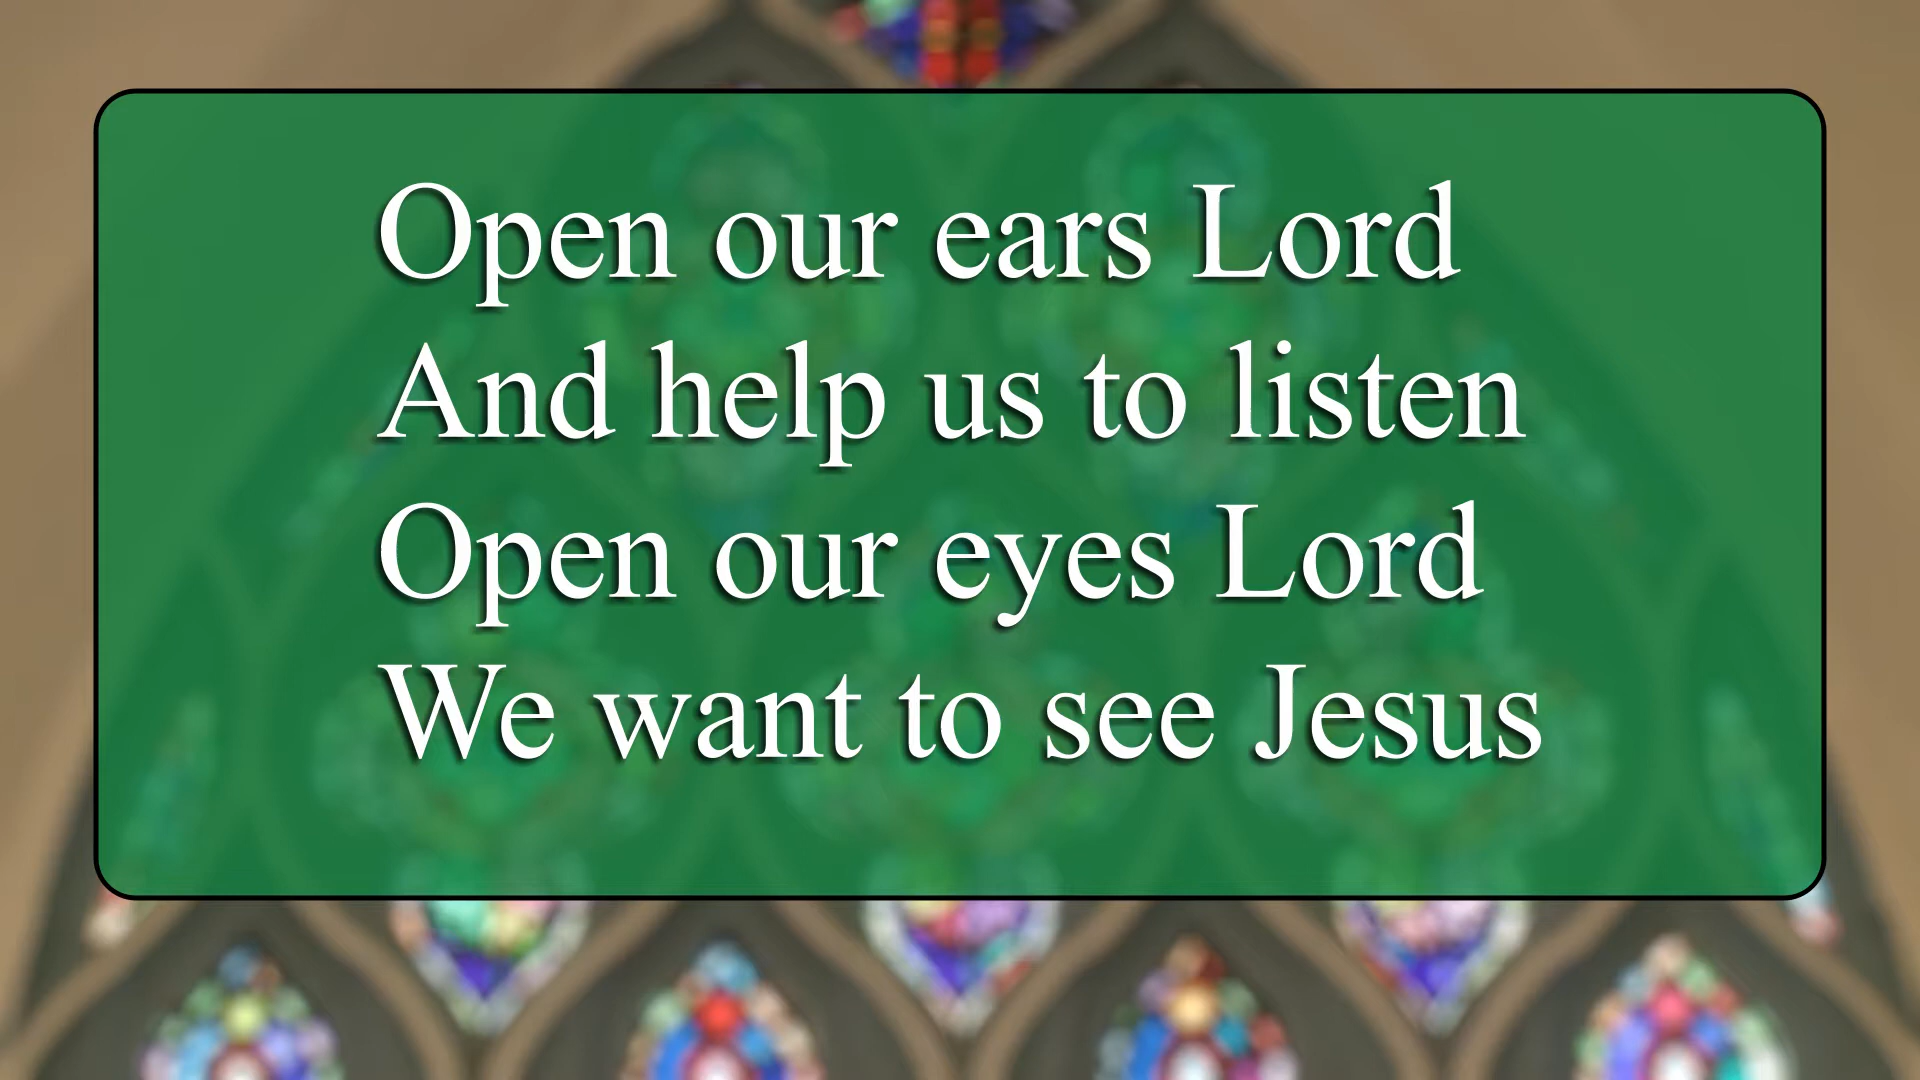 Open our ears Lord
And help us to listen
Open our eyes Lord
We want to see Jesus